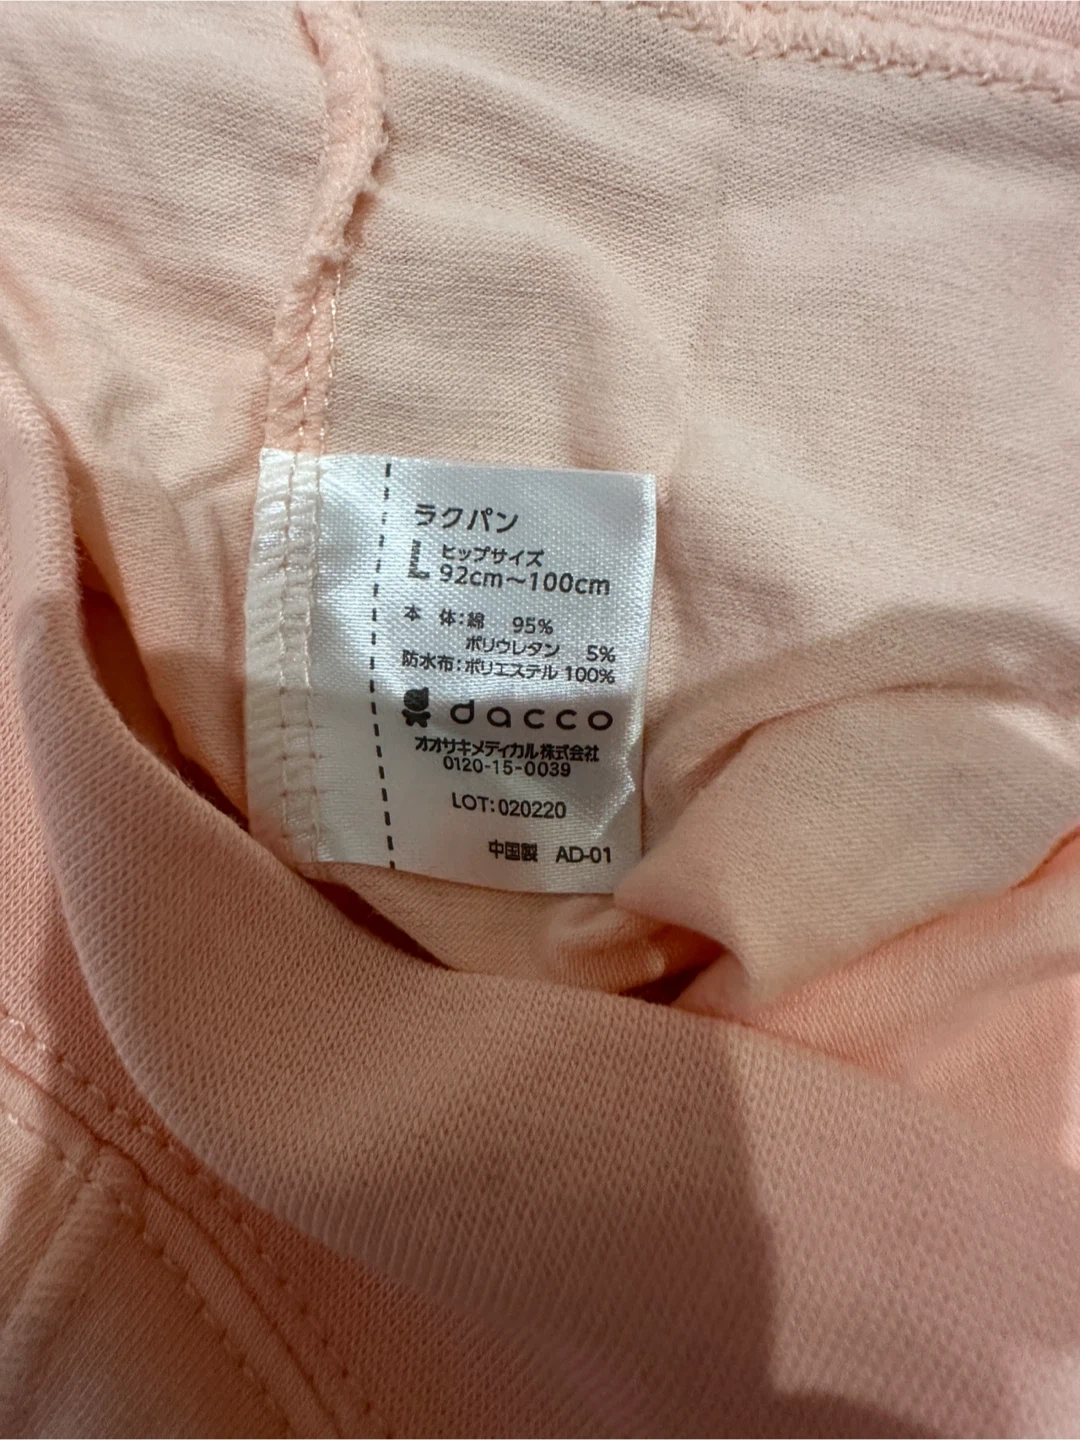 ラクパン
L ヒップサイズ
92cm～100cm
本 体：綿 95%
ポリウレタン 5%
防水布：ポリエステル 100%
dacco
オオサキメディカル株式会社
0120-15-0039
LOT：020220
中国製 AD-01